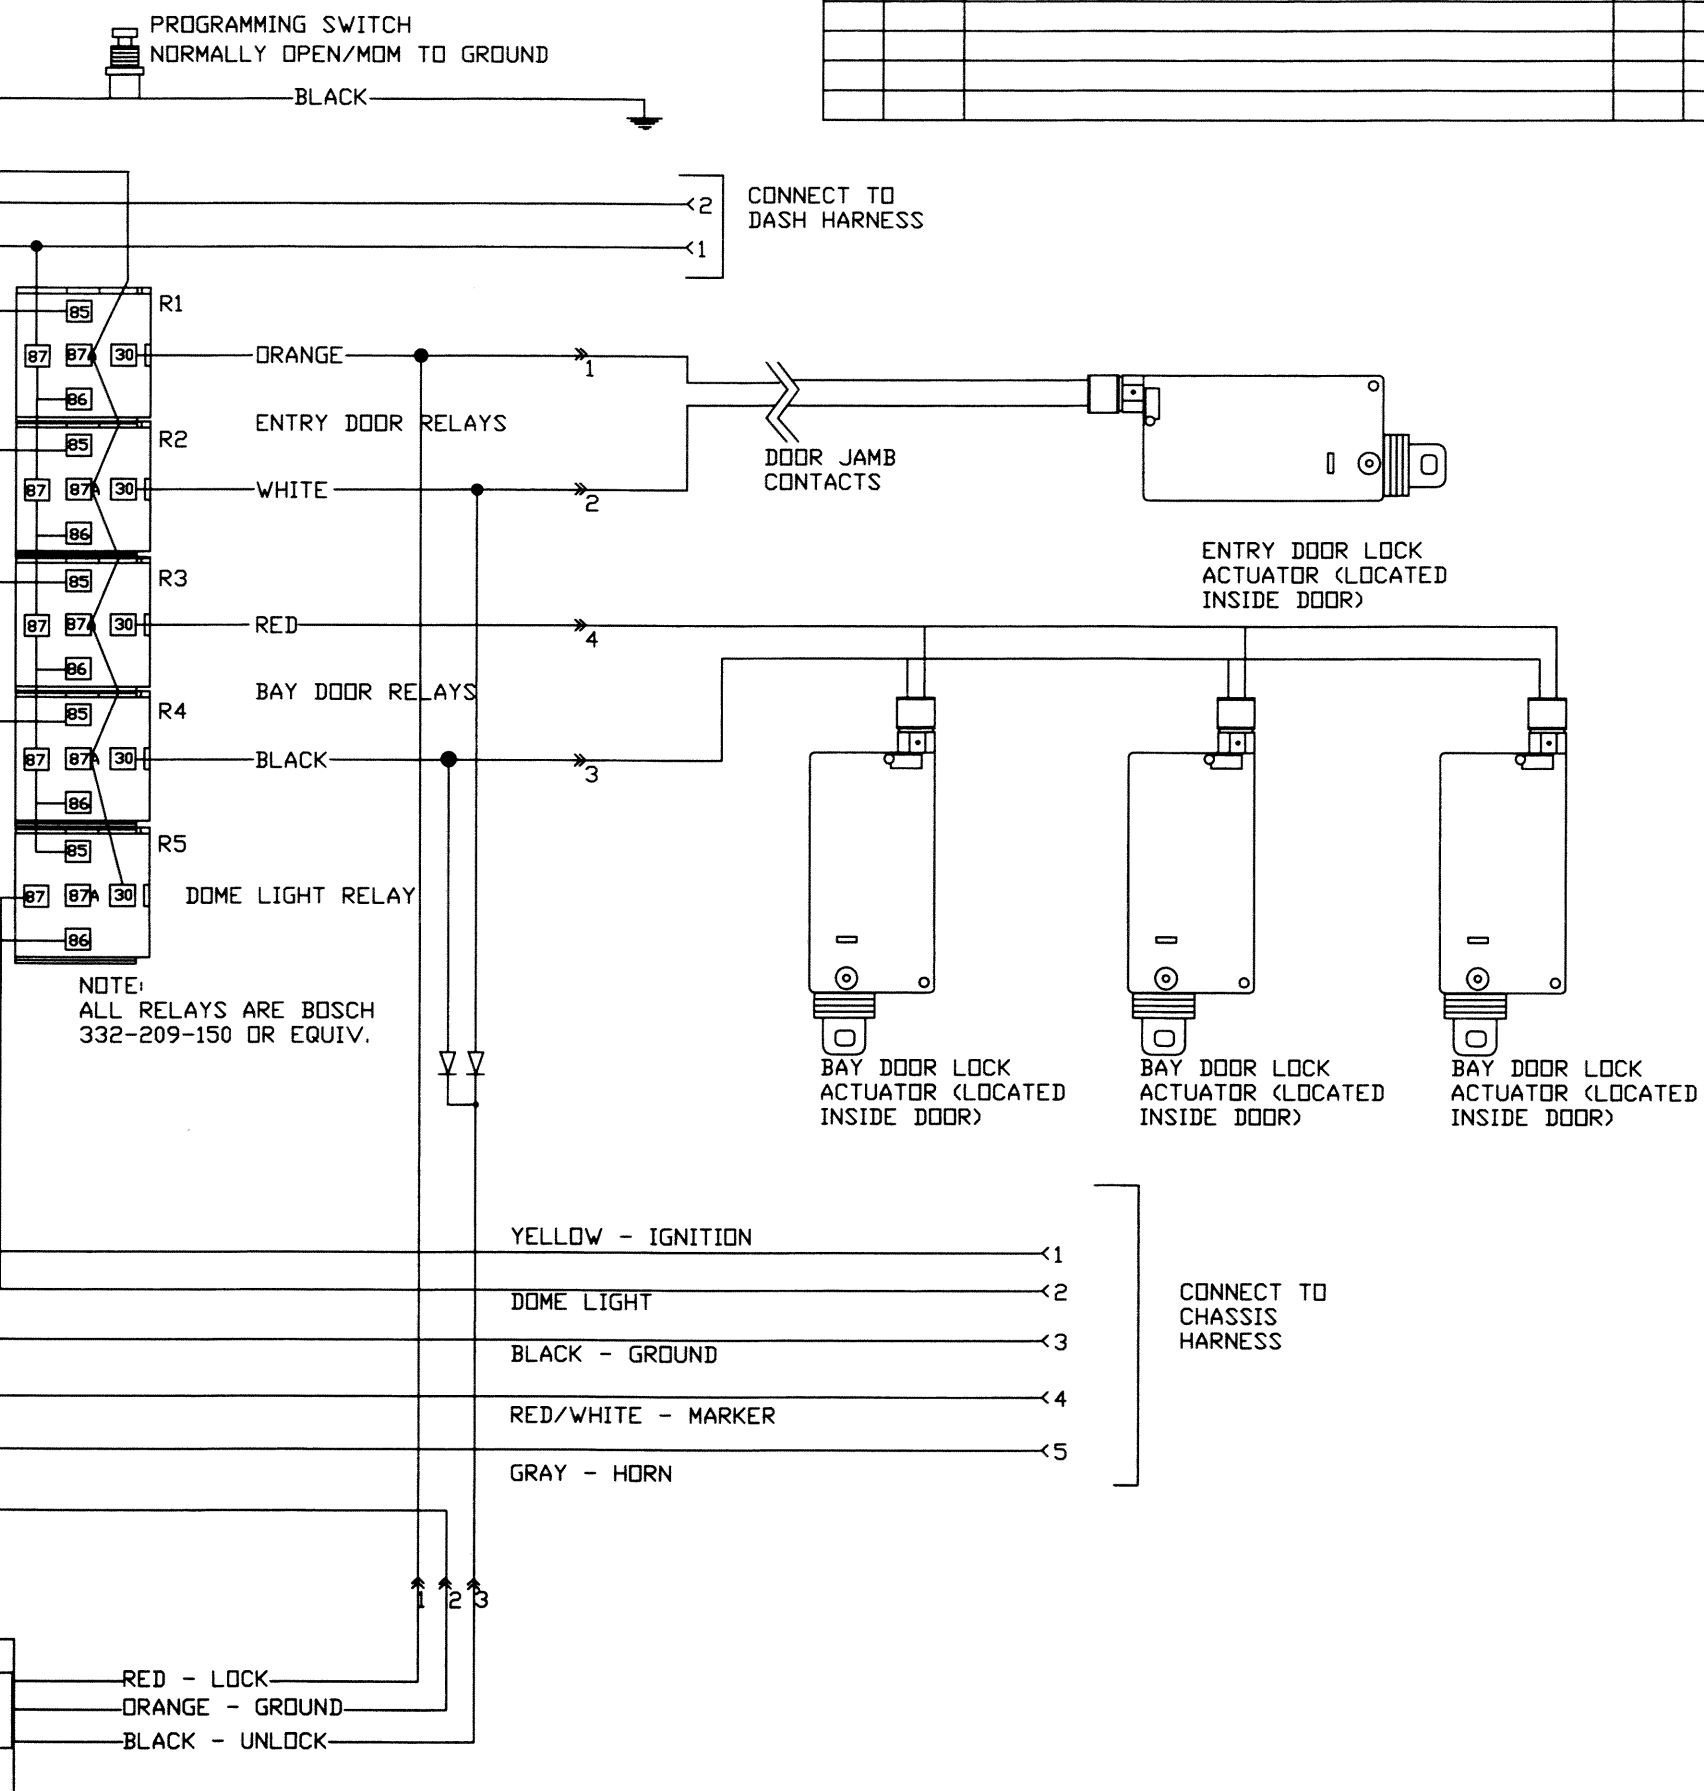 PROGRAMMING SWITCH
NORMALLY OPEN/MOM TO GROUND
BLACK
2
1
CONNECT TO
DASH HARNESS
R1
85
87
87A
30
86
ORANGE
1
ENTRY DOOR RELAYS
R2
85
87
87A
30
86
WHITE
2
DOOR JAMB
CONTACTS
ENTRY DOOR LOCK
ACTUATOR (LOCATED
INSIDE DOOR)
R3
85
87
87A
30
86
RED
4
BAY DOOR RELAYS
R4
85
87
87A
30
86
BLACK
3
R5
85
87
87A
30
86
DOME LIGHT RELAY
NOTE:
ALL RELAYS ARE BOSCH
332-209-150 OR EQUIV.
BAY DOOR LOCK
ACTUATOR (LOCATED
INSIDE DOOR)
BAY DOOR LOCK
ACTUATOR (LOCATED
INSIDE DOOR)
BAY DOOR LOCK
ACTUATOR (LOCATED
INSIDE DOOR)
YELLOW - IGNITION
1
DOME LIGHT
2
BLACK - GROUND
3
RED/WHITE - MARKER
4
GRAY - HORN
5
CONNECT TO
CHASSIS
HARNESS
1
2
3
RED - LOCK
ORANGE - GROUND
BLACK - UNLOCK